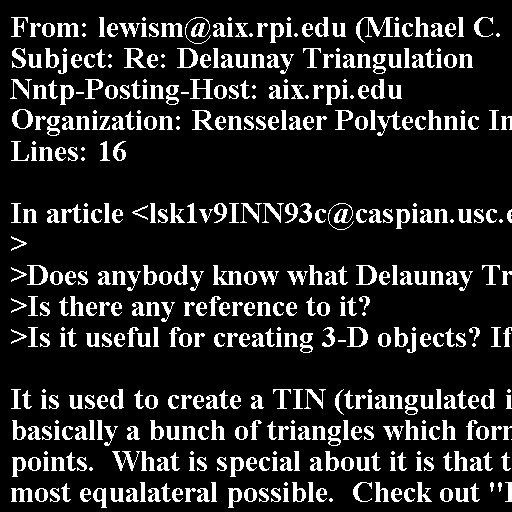 From: lewism@aix.rpi.edu (Michael C.
Subject: Re: Delaunay Triangulation
Nntp-Posting-Host: aix.rpi.edu
Organization: Rensselaer Polytechnic In
Lines: 16

In article <lsk1v9INN93c@caspian.usc.e
>
>Does anybody know what Delaunay Tr
>Is there any reference to it?
>Is it useful for creating 3-D objects? If

It is used to create a TIN (triangulated i
basically a bunch of triangles which form
points.  What is special about it is that t
most equalateral possible.  Check out "